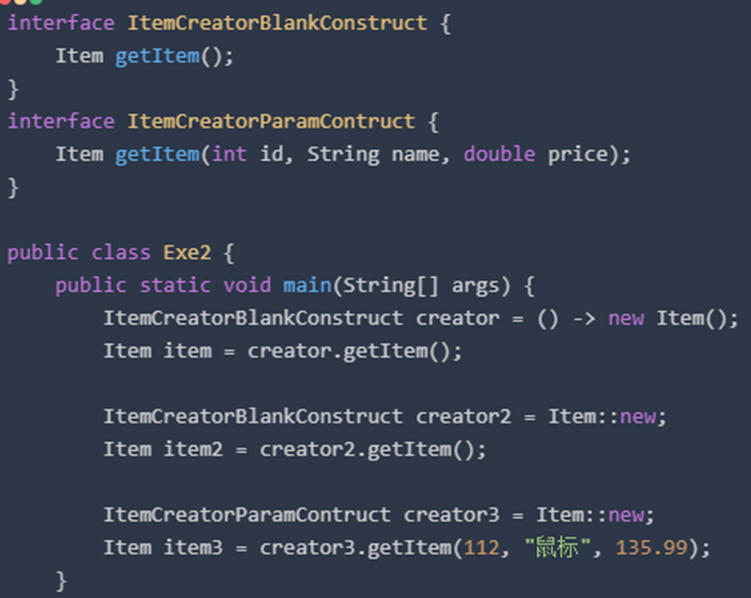 interface ItemCreatorBlankConstruct {
    Item getItem();
}
interface ItemCreatorParamContruct {
    Item getItem(int id, String name, double price);
}

public class Exe2 {
    public static void main(String[] args) {
        ItemCreatorBlankConstruct creator = () -> new Item();
        Item item = creator.getItem();

        ItemCreatorBlankConstruct creator2 = Item::new;
        Item item2 = creator2.getItem();

        ItemCreatorParamContruct creator3 = Item::new;
        Item item3 = creator3.getItem(112, "鼠标", 135.99);
    }